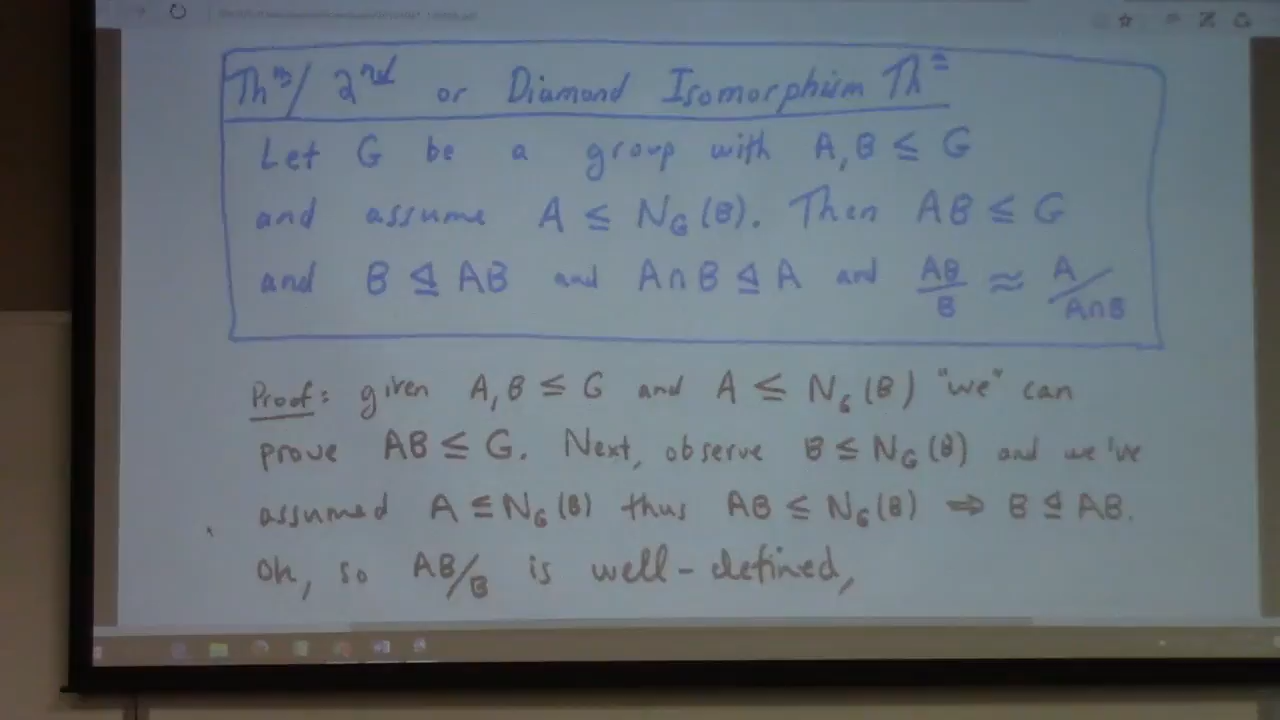 Th^m/ 2nd or Diamond Isomorphism Th^m
Let G be a group with A, B ≤ G
and assume A ≤ N_G(B). Then AB ≤ G
and B ⊴ AB and A∩B ⊴ A and AB/B ≈ A/A∩B
Proof: given A, B ≤ G and A ≤ N_G(B) "we" can
prove AB ≤ G. Next, observe B ≤ N_G(B) and we've
assumed A ≤ N_G(B) thus AB ≤ N_G(B) ⇒ B ⊴ AB.
Oh, so AB/B is well-defined,